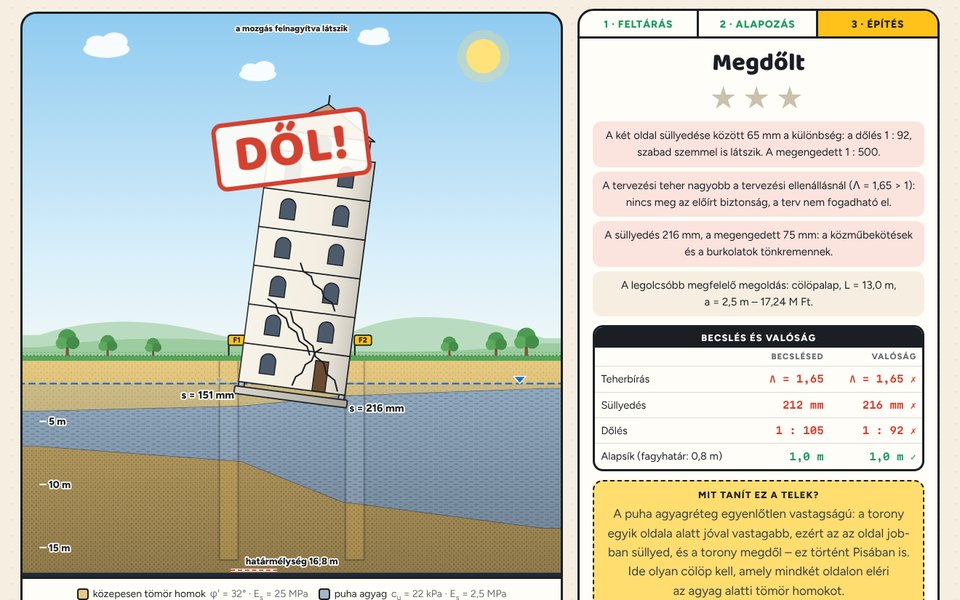 a mozgás felnagyítva látszik
DŐL!
F1
F2
s = 151 mm
s = 216 mm
5 m
10 m
15 m
határmélység 16,8 m
közepesen tömör homok φ' = 32° · Eₛ = 25 MPa puha agyag cᵤ = 22 kPa · Eₛ = 2,5 MPa
1 · FELTÁRÁS
2 · ALAPOZÁS
3 · ÉPÍTÉS
Megdőlt
A két oldal süllyedése között 65 mm a különbség: a dőlés 1 : 92,
szabad szemmel is látszik. A megengedett 1 : 500.
A tervezési teher nagyobb a tervezési ellenállásnál (Λ = 1,65 > 1):
nincs meg az előírt biztonság, a terv nem fogadható el.
A süllyedés 216 mm, a megengedett 75 mm: a közműbekötések
és a burkolatok tönkremennek.
A legolcsóbb megfelelő megoldás: cölöpalap, L = 13,0 m,
a = 2,5 m – 17,24 M Ft.
BECSLÉS ÉS VALÓSÁG
BECSLÉSED VALÓSÁG
Teherbírás Λ = 1,65 Λ = 1,65 ✗
Süllyedés 212 mm 216 mm ✗
Dőlés 1 : 105 1 : 92 ✗
Alapsík (fagyhatár: 0,8 m) 1,0 m 1,0 m ✓
MIT TANÍT EZ A TELEK?
A puha agyagréteg egyenlőtlen vastagságú: a torony
egyik oldala alatt jóval vastagabb, ezért az az oldal job-
ban süllyed, és a torony megdől – ez történt Pisában is.
Ide olyan cölöp kell, amely mindkét oldalon eléri
az agyag alatti tömör homokot.